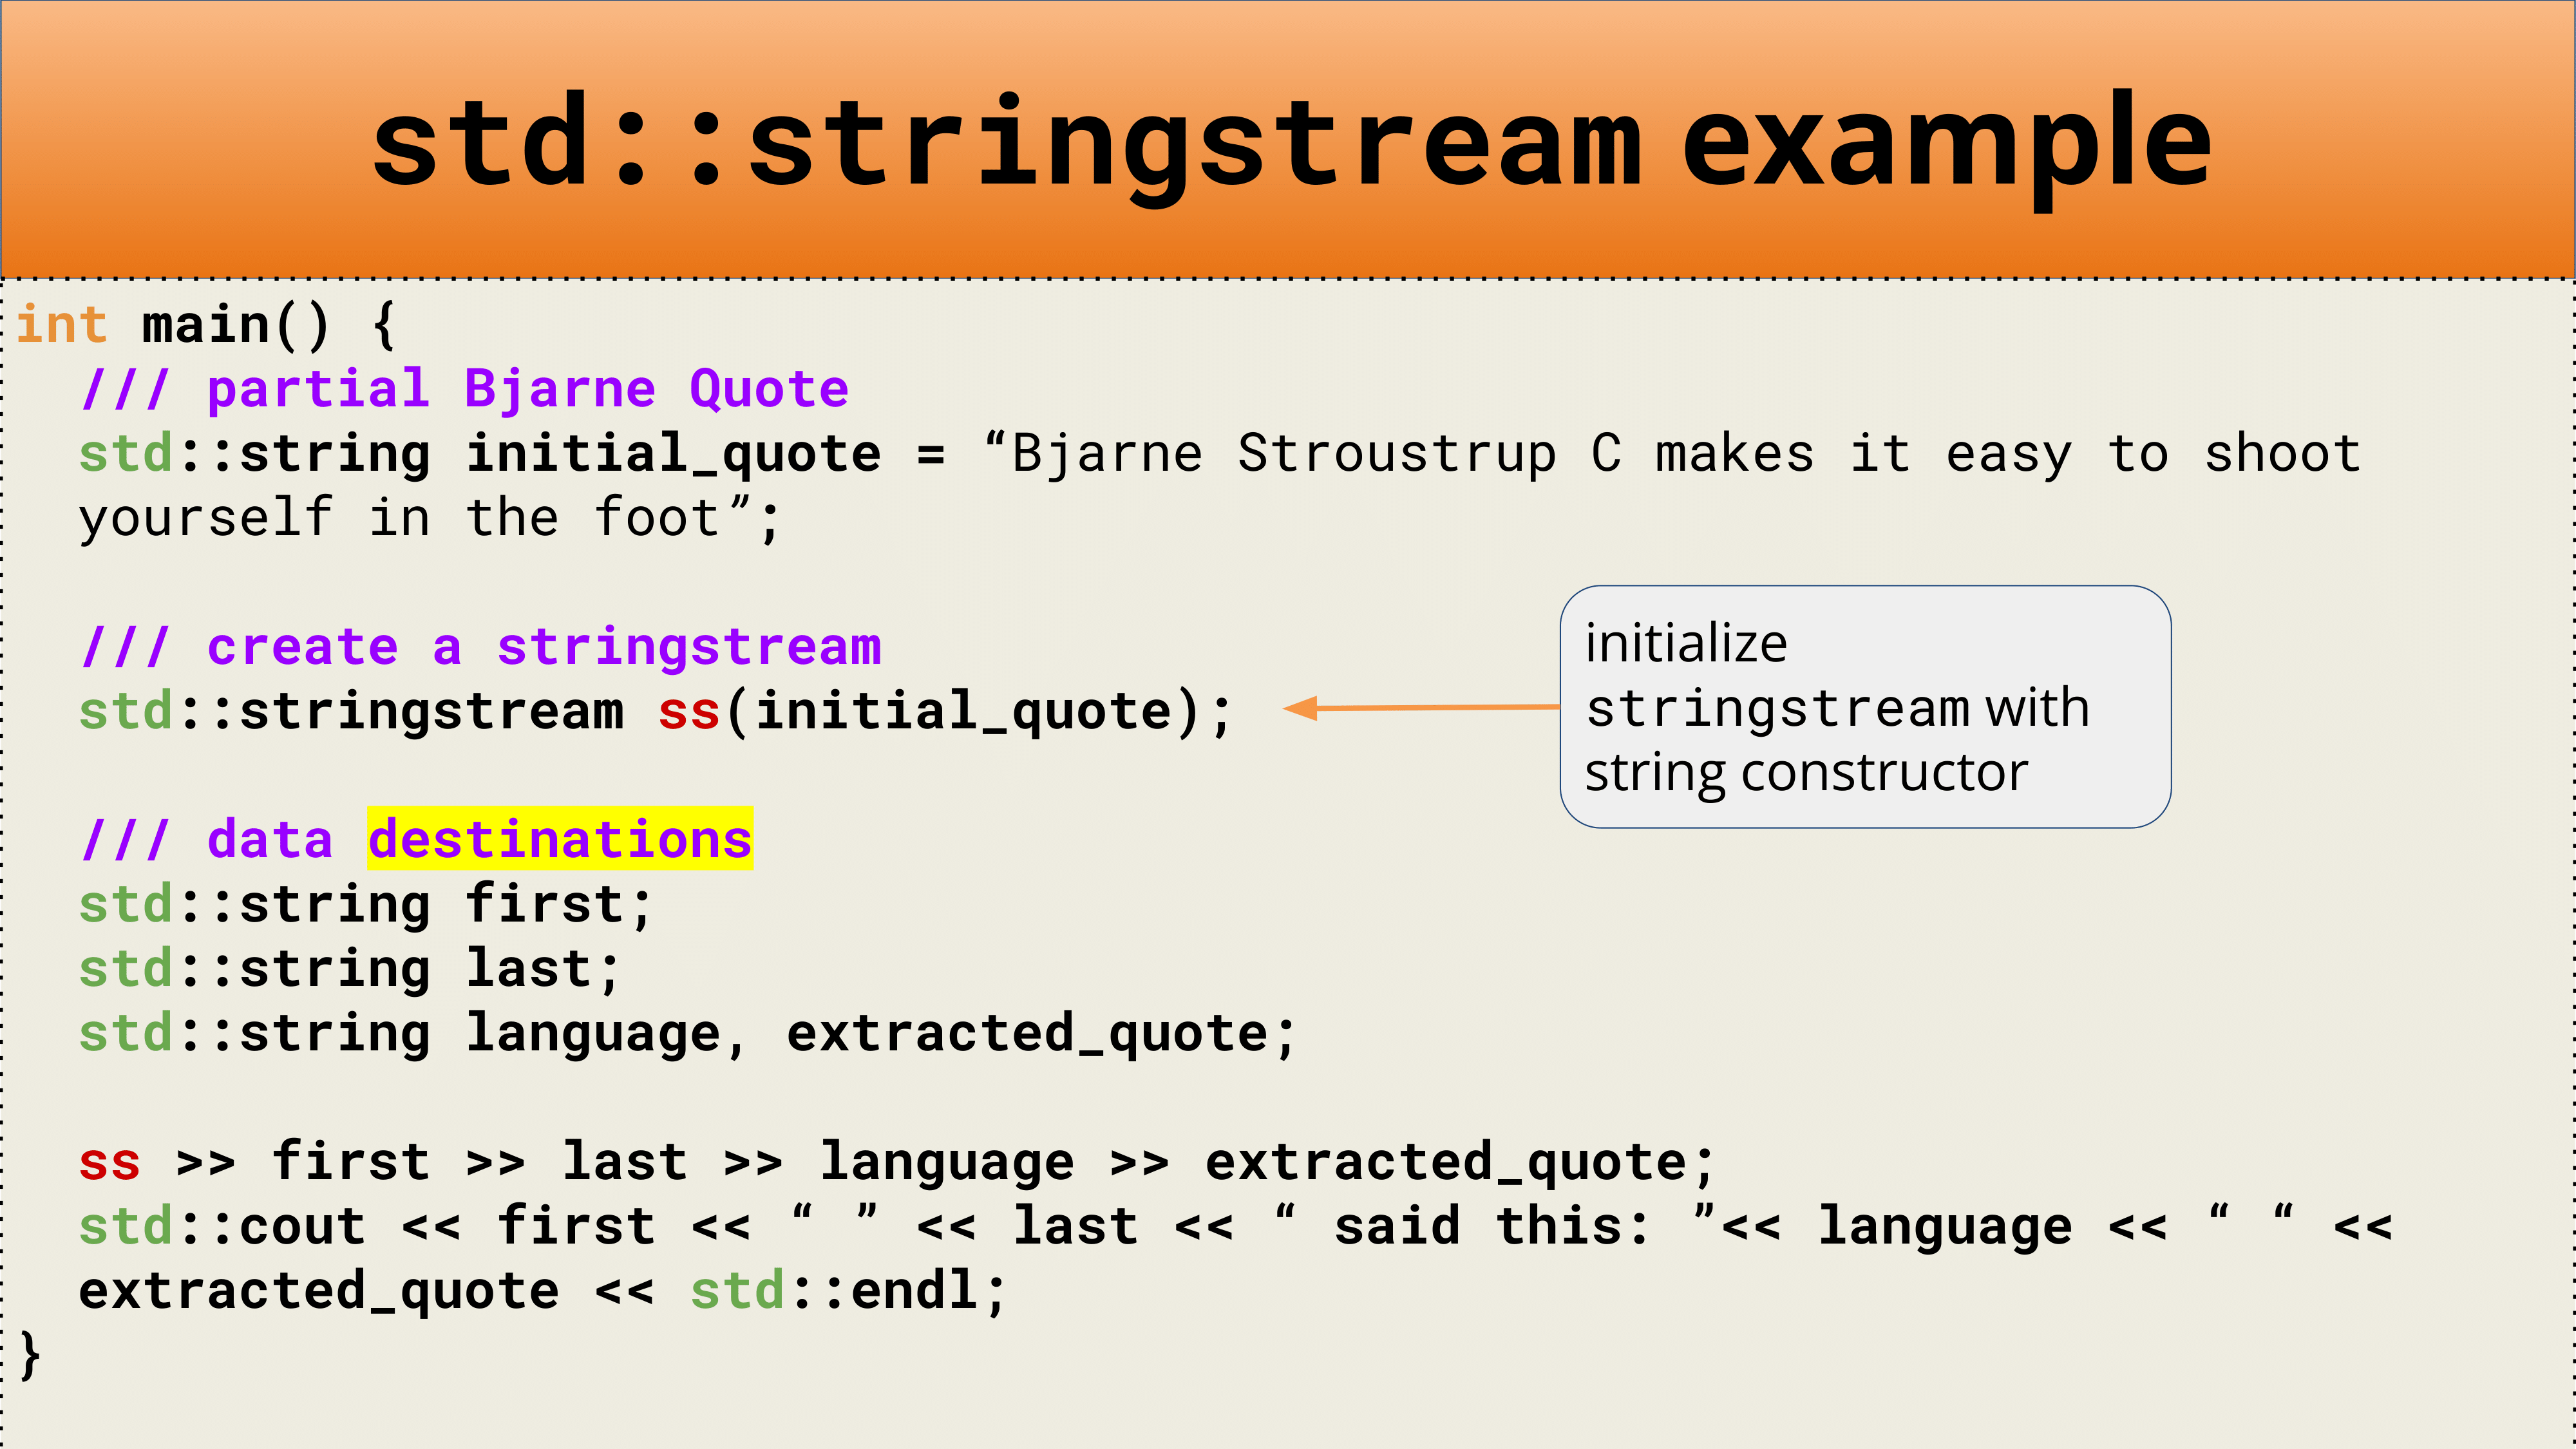 std::stringstream example
int main() {
/// partial Bjarne Quote
std::string initial_quote = “Bjarne Stroustrup C makes it easy to shoot
yourself in the foot”;
/// create a stringstream
std::stringstream ss(initial_quote);
initialize
stringstream with
string constructor
/// data destinations
std::string first;
std::string last;
std::string language, extracted_quote;
ss >> first >> last >> language >> extracted_quote;
std::cout << first << “ ” << last << “ said this: ”<< language << “ “ <<
extracted_quote << std::endl;
}